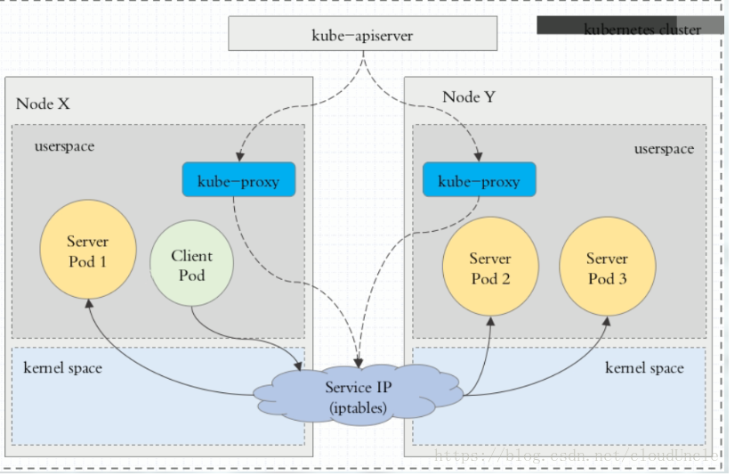 kubernetes cluster
kube-apiserver
Node X
Node Y
userspace
userspace
kube-proxy
kube-proxy
Server
Pod 1
Client
Pod
Server
Pod 2
Server
Pod 3
kernel space
kernel space
Service IP
(iptables)
https://blog.csdn.net/cloudUncle